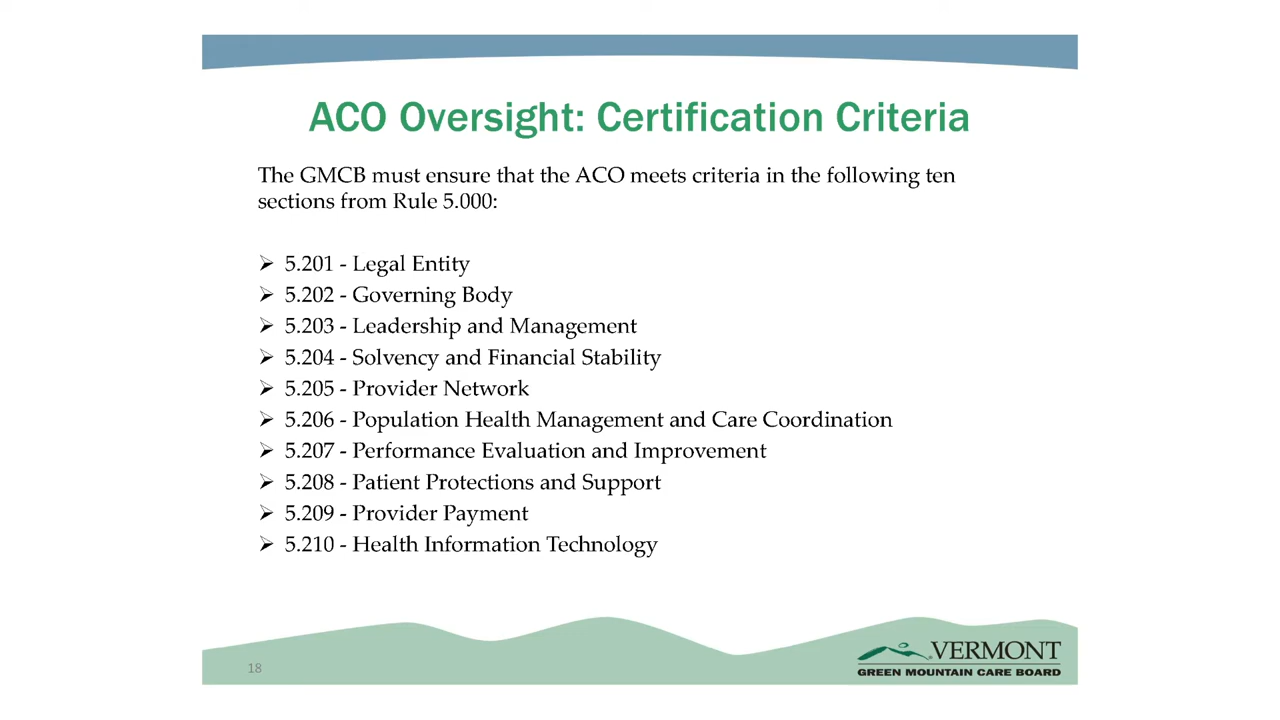 ACO Oversight: Certification Criteria
The GMCB must ensure that the ACO meets criteria in the following ten
sections from Rule 5.000:
➢ 5.201 - Legal Entity
➢ 5.202 - Governing Body
➢ 5.203 - Leadership and Management
➢ 5.204 - Solvency and Financial Stability
➢ 5.205 - Provider Network
➢ 5.206 - Population Health Management and Care Coordination
➢ 5.207 - Performance Evaluation and Improvement
➢ 5.208 - Patient Protections and Support
➢ 5.209 - Provider Payment
➢ 5.210 - Health Information Technology
18
VERMONT
GREEN MOUNTAIN CARE BOARD